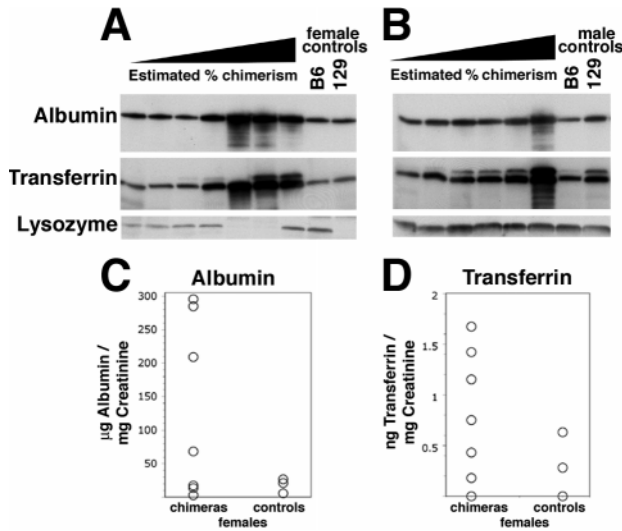 A
female
controls
Estimated % chimerism
B6
129
B
male
controls
Estimated % chimerism
B6
129
Albumin
Transferrin
Lysozyme
C
Albumin
300
250
200
150
100
50
µg Albumin /
mg Creatinine
chimeras
controls
females
D
Transferrin
2
1.5
1
0.5
0
ng Transferrin /
mg Creatinine
chimeras
controls
females